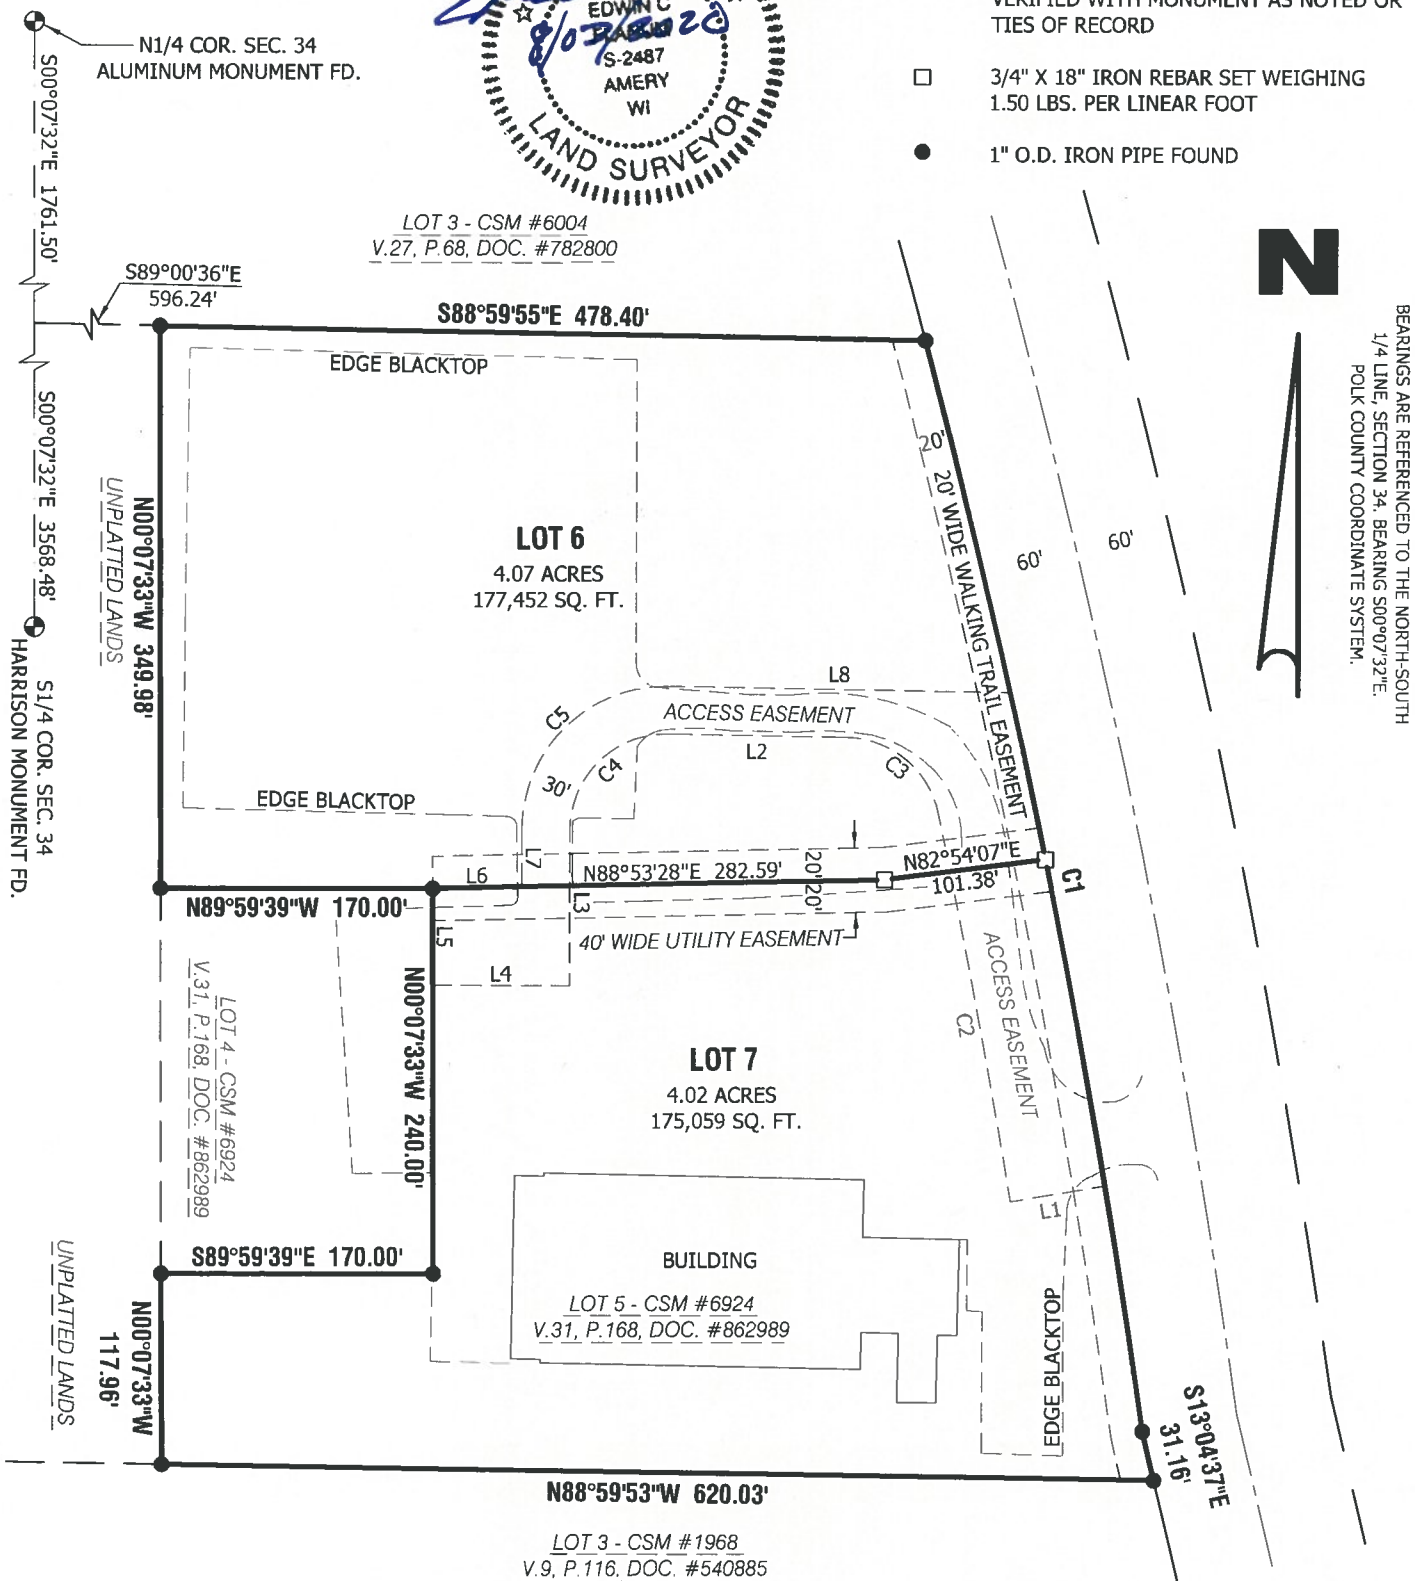 N1/4 COR. SEC. 34
ALUMINUM MONUMENT FD.
EDWIN C
S-2487
AMERY
WI
LAND SURVEYOR
VERIFIED WITH MONUMENT AS NOTED OR
TIES OF RECORD
3/4" X 18" IRON REBAR SET WEIGHING
1.50 LBS. PER LINEAR FOOT
1" O.D. IRON PIPE FOUND
N
BEARINGS ARE REFERENCED TO THE NORTH-SOUTH
1/4 LINE, SECTION 34. BEARING S00°07'32"E.
POLK COUNTY COORDINATE SYSTEM.
S00°07'32"E 1761.50'
LOT 3 - CSM #6004
V.27, P.68, DOC. #782800
S89°00'36"E
596.24'
S88°59'55"E 478.40'
EDGE BLACKTOP
20'
20' WIDE WALKING TRAIL EASEMENT
60'
60'
S00°07'32"E 3568.48'
UNPLATTED LANDS
N00°07'33"W 349.98'
LOT 6
4.07 ACRES
177,452 SQ. FT.
S1/4 COR. SEC. 34
HARRISON MONUMENT FD.
L8
ACCESS EASEMENT
C5
L2
C4
C3
30'
EDGE BLACKTOP
L7
L6
N88°53'28"E 282.59'
20'
20'
N82°54'07"E
101.38'
C1
N89°59'39"W 170.00'
L3
L5
40' WIDE UTILITY EASEMENT
L4
ACCESS EASEMENT
C2
LOT 4 - CSM #6924
V.31, P.168, DOC. #862989
N00°07'33"W 240.00'
LOT 7
4.02 ACRES
175,059 SQ. FT.
L1
S89°59'39"E 170.00'
BUILDING
LOT 5 - CSM #6924
V.31, P.168, DOC. #862989
EDGE BLACKTOP
UNPLATTED LANDS
N00°07'33"W
117.96'
S13°04'37"E
31.16'
N88°59'53"W 620.03'
LOT 3 - CSM #1968
V.9, P.116, DOC. #540885